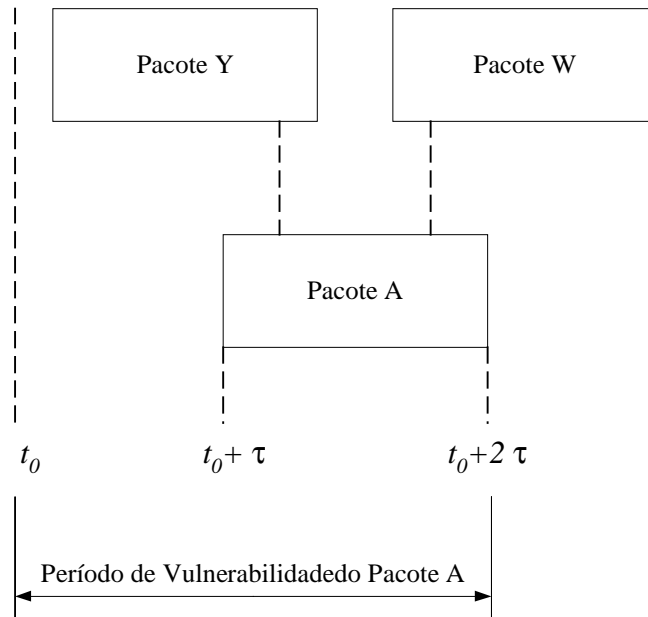 Pacote Y Pacote W
Pacote A
t0 t0+ τ t0+2 τ
Período de Vulnerabilidadedo Pacote A